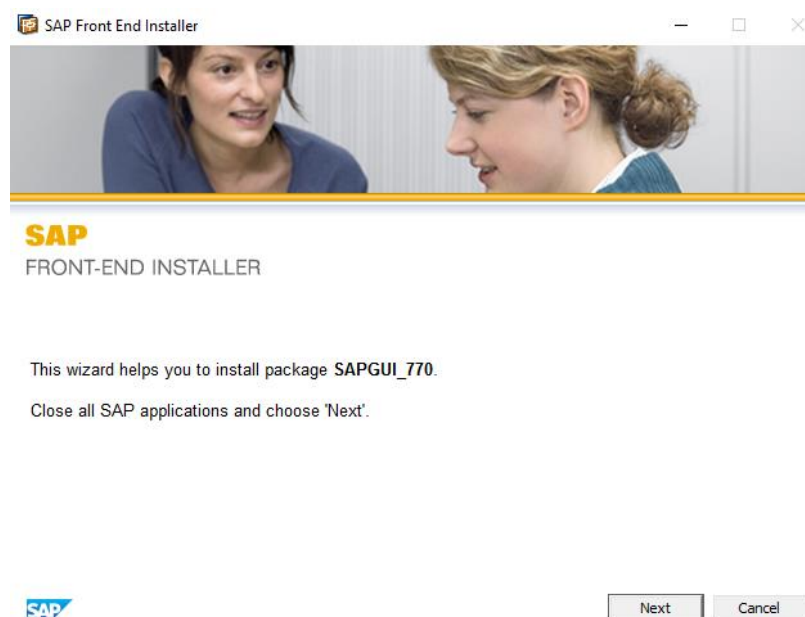 SAP Front End Installer
SAP
FRONT-END INSTALLER
This wizard helps you to install package SAPGUI_770.
Close all SAP applications and choose 'Next'.
SAP
Next
Cancel